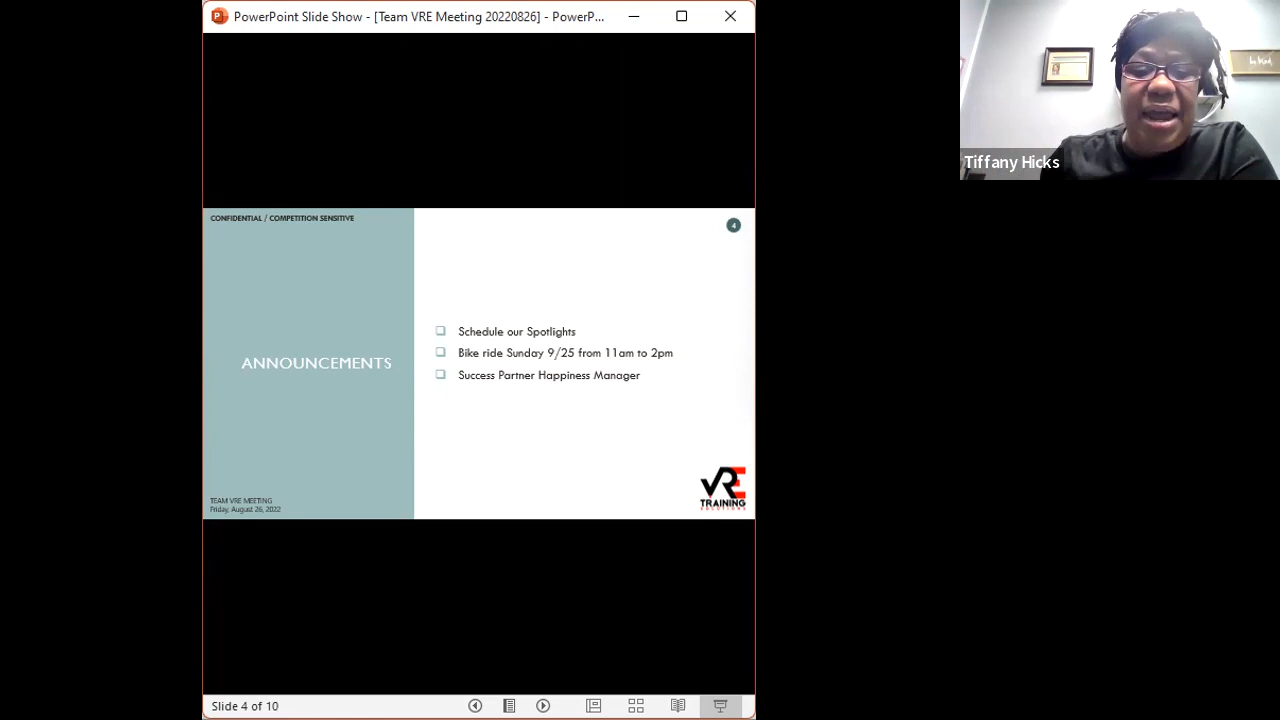 PowerPoint Slide Show - [Team VRE Meeting 20220826] - PowerP...
CONFIDENTIAL / COMPETITION SENSITIVE
4
ANNOUNCEMENTS
Schedule our Spotlights
Bike ride Sunday 9/25 from 11am to 2pm
Success Partner Happiness Manager
TEAM VRE MEETING
Friday, August 26, 2022
VRE
TRAINING
SOLUTIONS
Slide 4 of 10
Tiffany Hicks